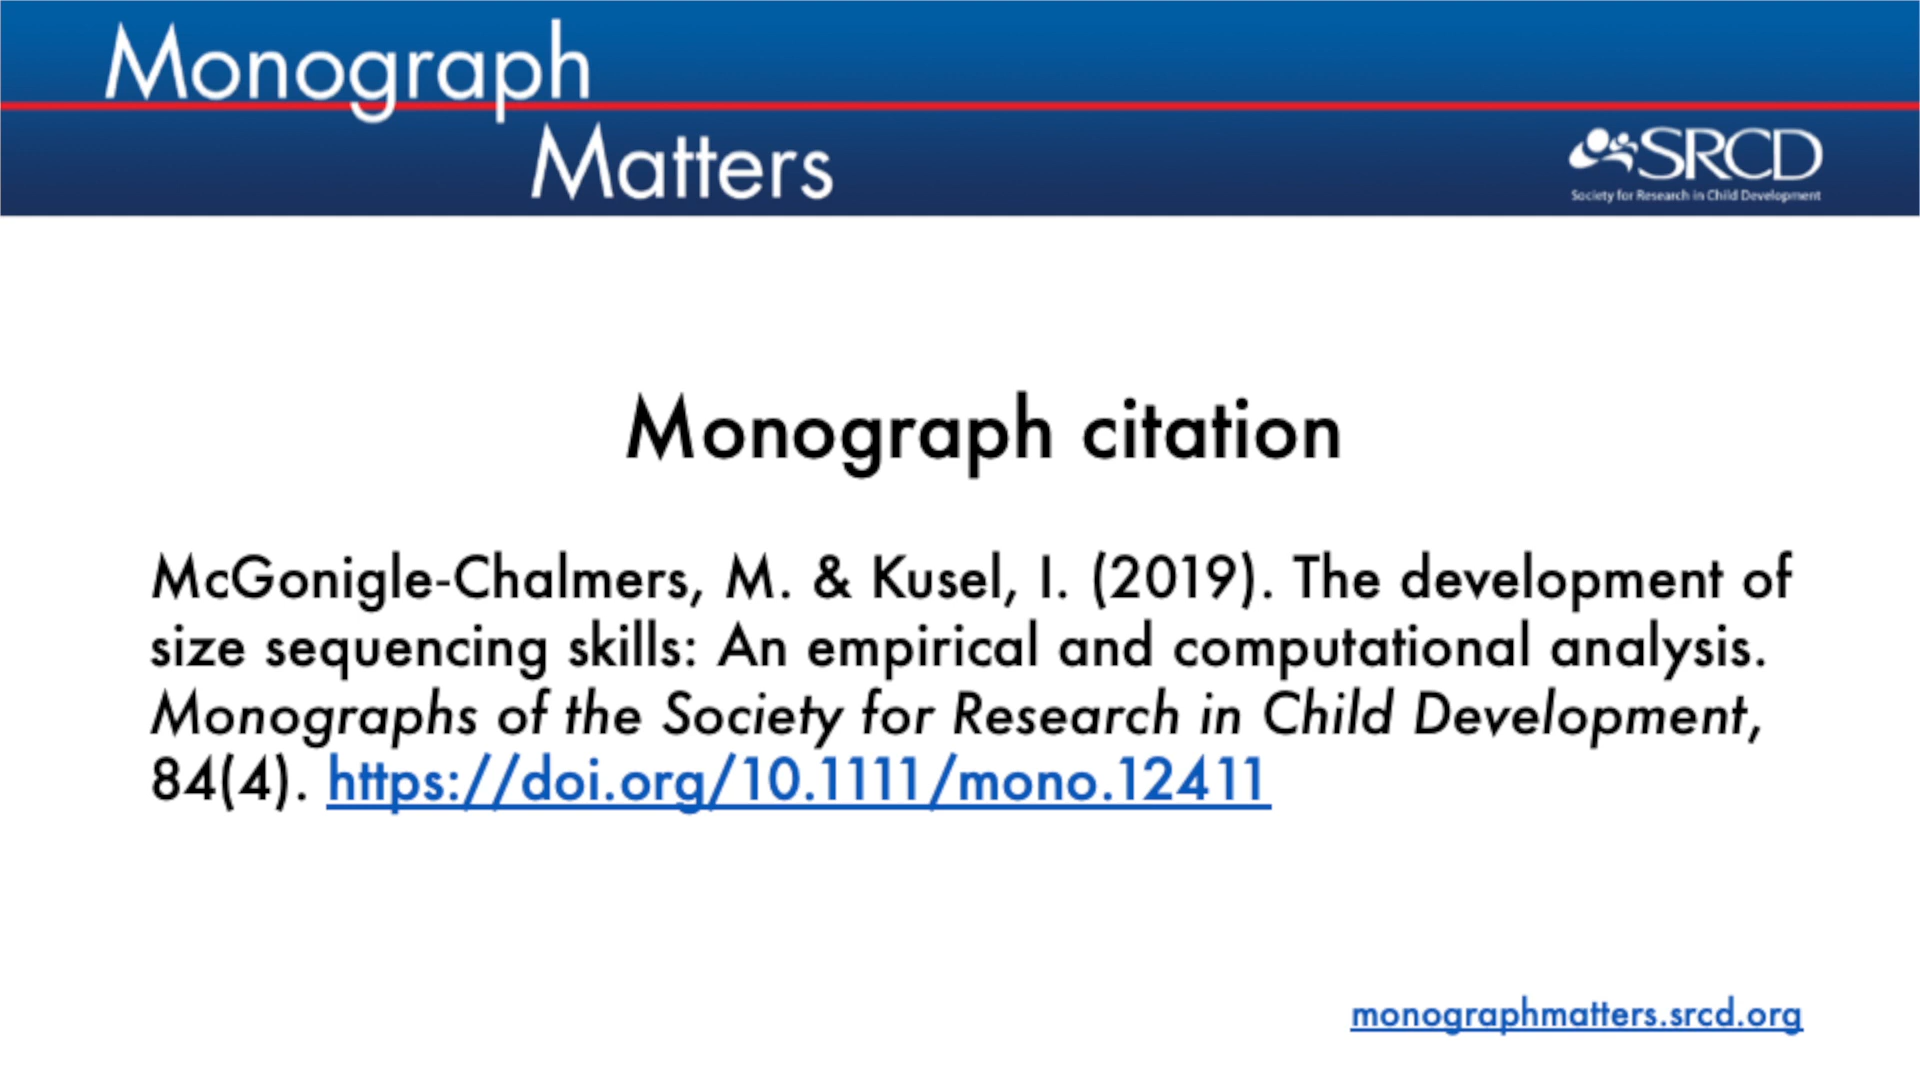 Monograph
Matters
SRCD
Society for Research in Child Development
Monograph citation
McGonigle-Chalmers, M. & Kusel, I. (2019). The development of
size sequencing skills: An empirical and computational analysis.
Monographs of the Society for Research in Child Development,
84(4). https://doi.org/10.1111/mono.12411
monographmatters.srcd.org